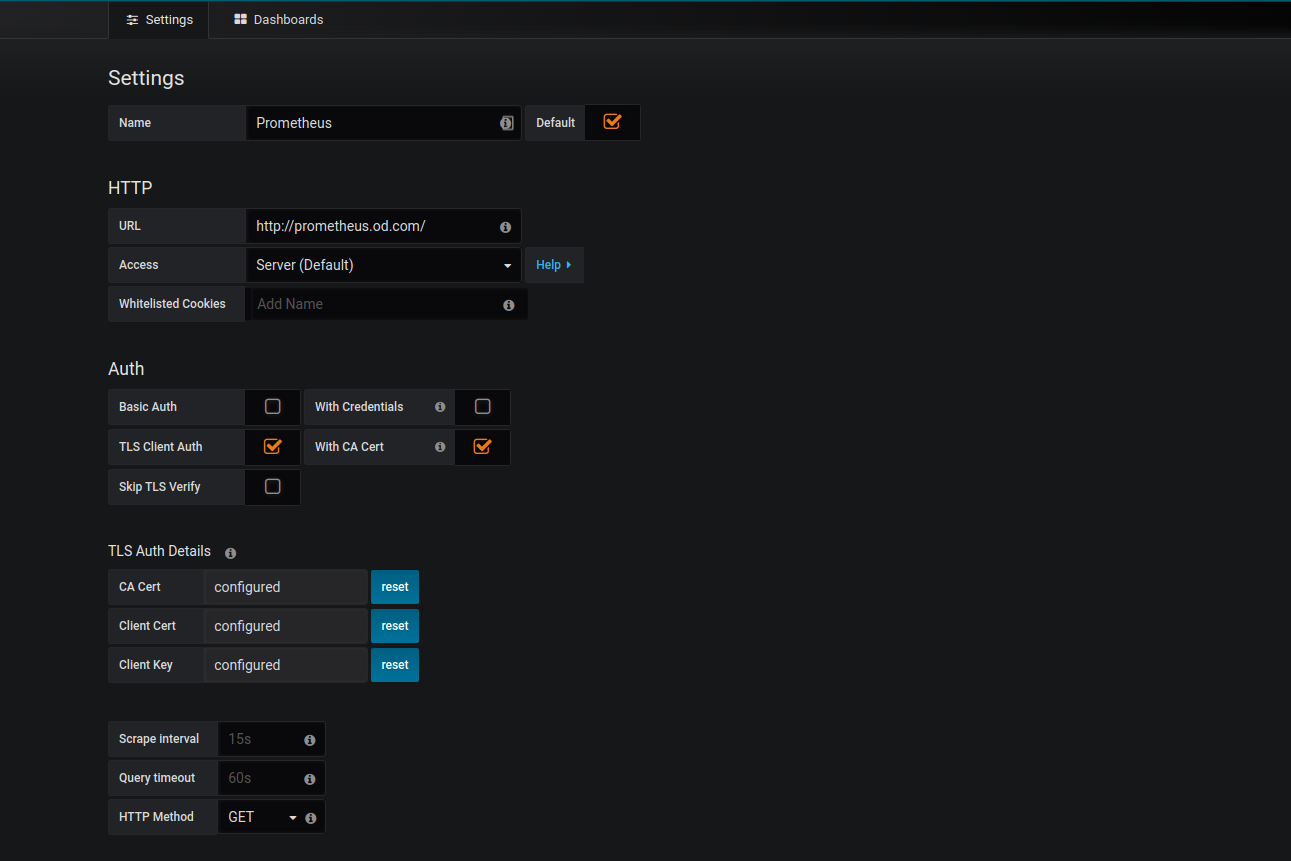 Settings Dashboards
Settings
Name Prometheus Default
HTTP
URL http://prometheus.od.com/
Access Server (Default) Help
Whitelisted Cookies Add Name
Auth
Basic Auth With Credentials
TLS Client Auth With CA Cert
Skip TLS Verify
TLS Auth Details
CA Cert configured reset
Client Cert configured reset
Client Key configured reset
Scrape interval 15s
Query timeout 60s
HTTP Method GET